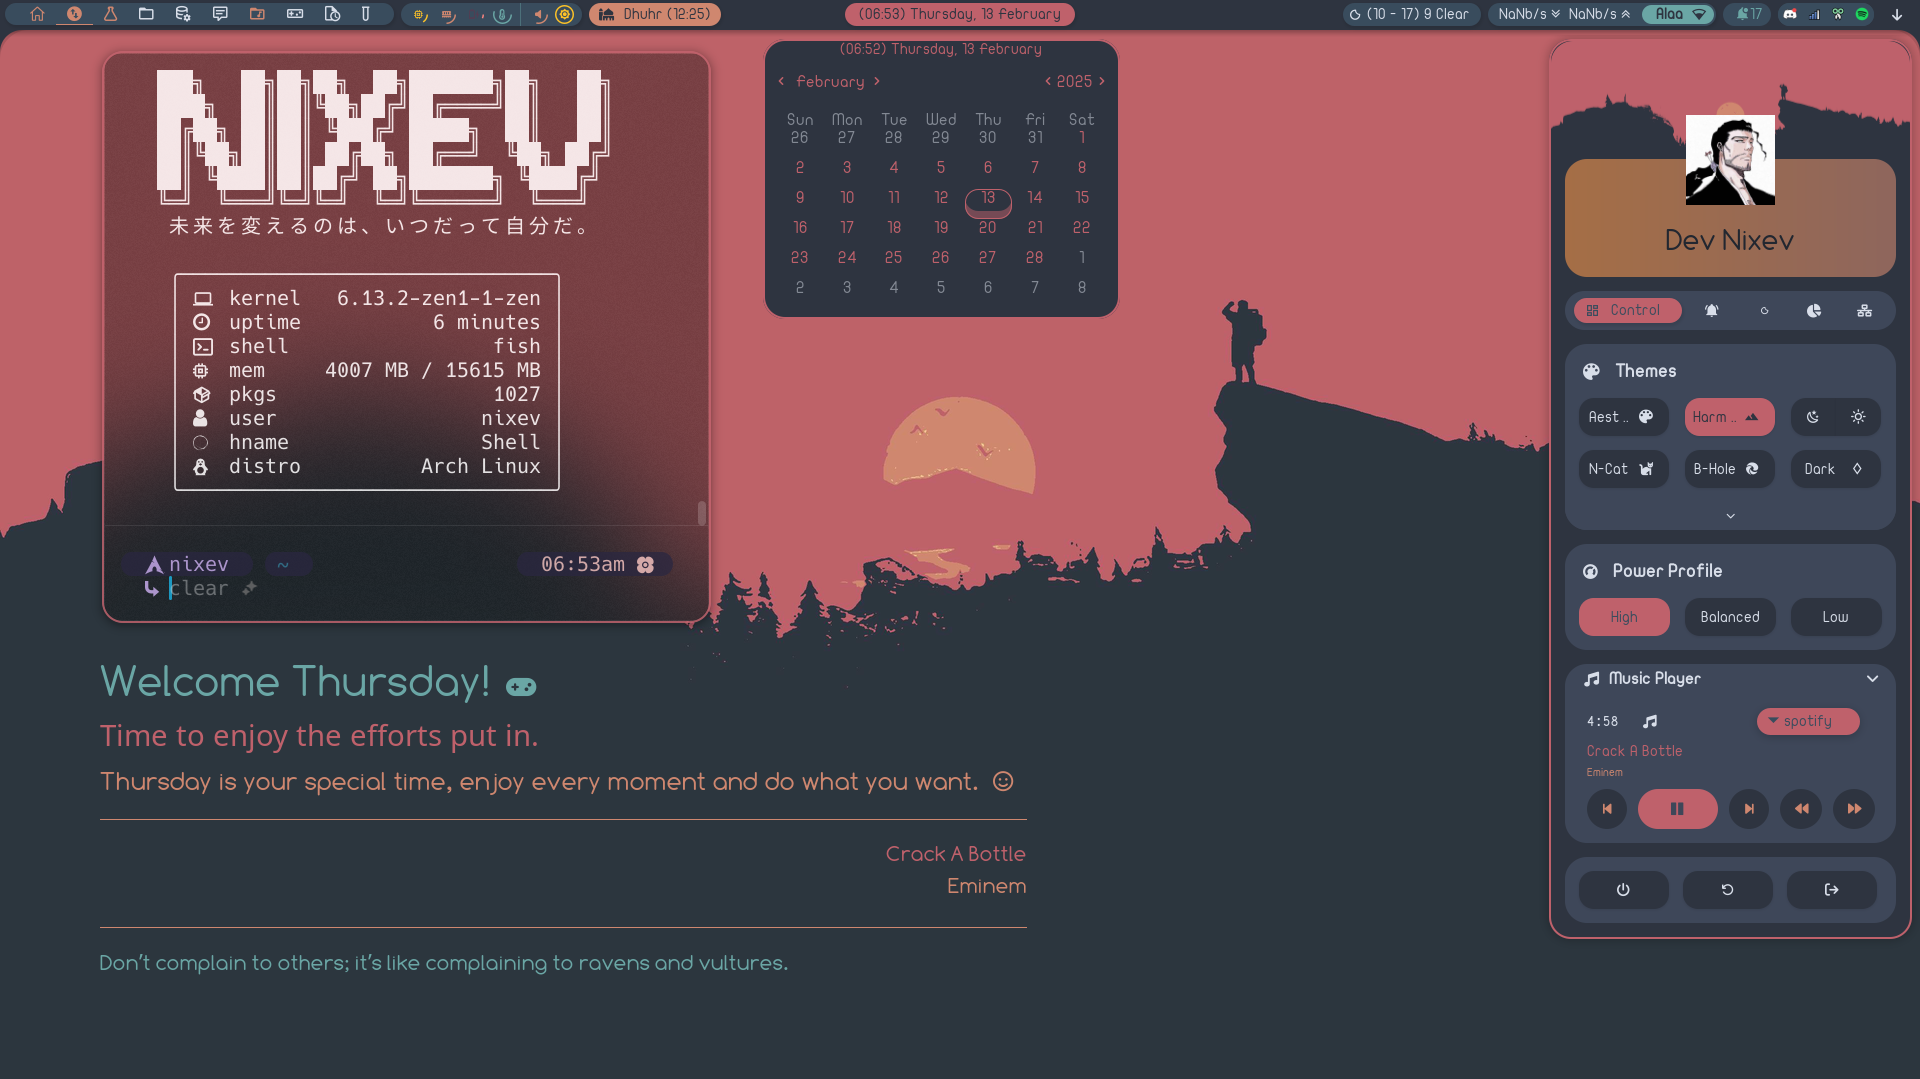 Dhuhr (12:25)
(06:53) Thursday, 13 February
(10 - 17) 9 Clear
NaNb/s NaNb/s
Alaa
17
NIXEV
未来を変えるのは、いつだって自分だ。
kernel 6.13.2-zen1-1-zen
uptime 6 minutes
shell fish
mem 4007 MB / 15615 MB
pkgs 1027
user nixev
hname Shell
distro Arch Linux
nixev ~ 06:53am
clear
(06:52) Thursday, 13 February
‹ February › ‹ 2025 ›
Sun Mon Tue Wed Thu Fri Sat
26 27 28 29 30 31 1
2 3 4 5 6 7 8
9 10 11 12 13 14 15
16 17 18 19 20 21 22
23 24 25 26 27 28 1
2 3 4 5 6 7 8
Welcome Thursday!
Time to enjoy the efforts put in.
Thursday is your special time, enjoy every moment and do what you want.
Crack A Bottle
Eminem
Don't complain to others; it's like complaining to ravens and vultures.
Dev Nixev
Control
Themes
Aest .. Harm ..
N-Cat B-Hole Dark
Power Profile
High Balanced Low
Music Player
4:58 spotify
Crack A Bottle
Eminem